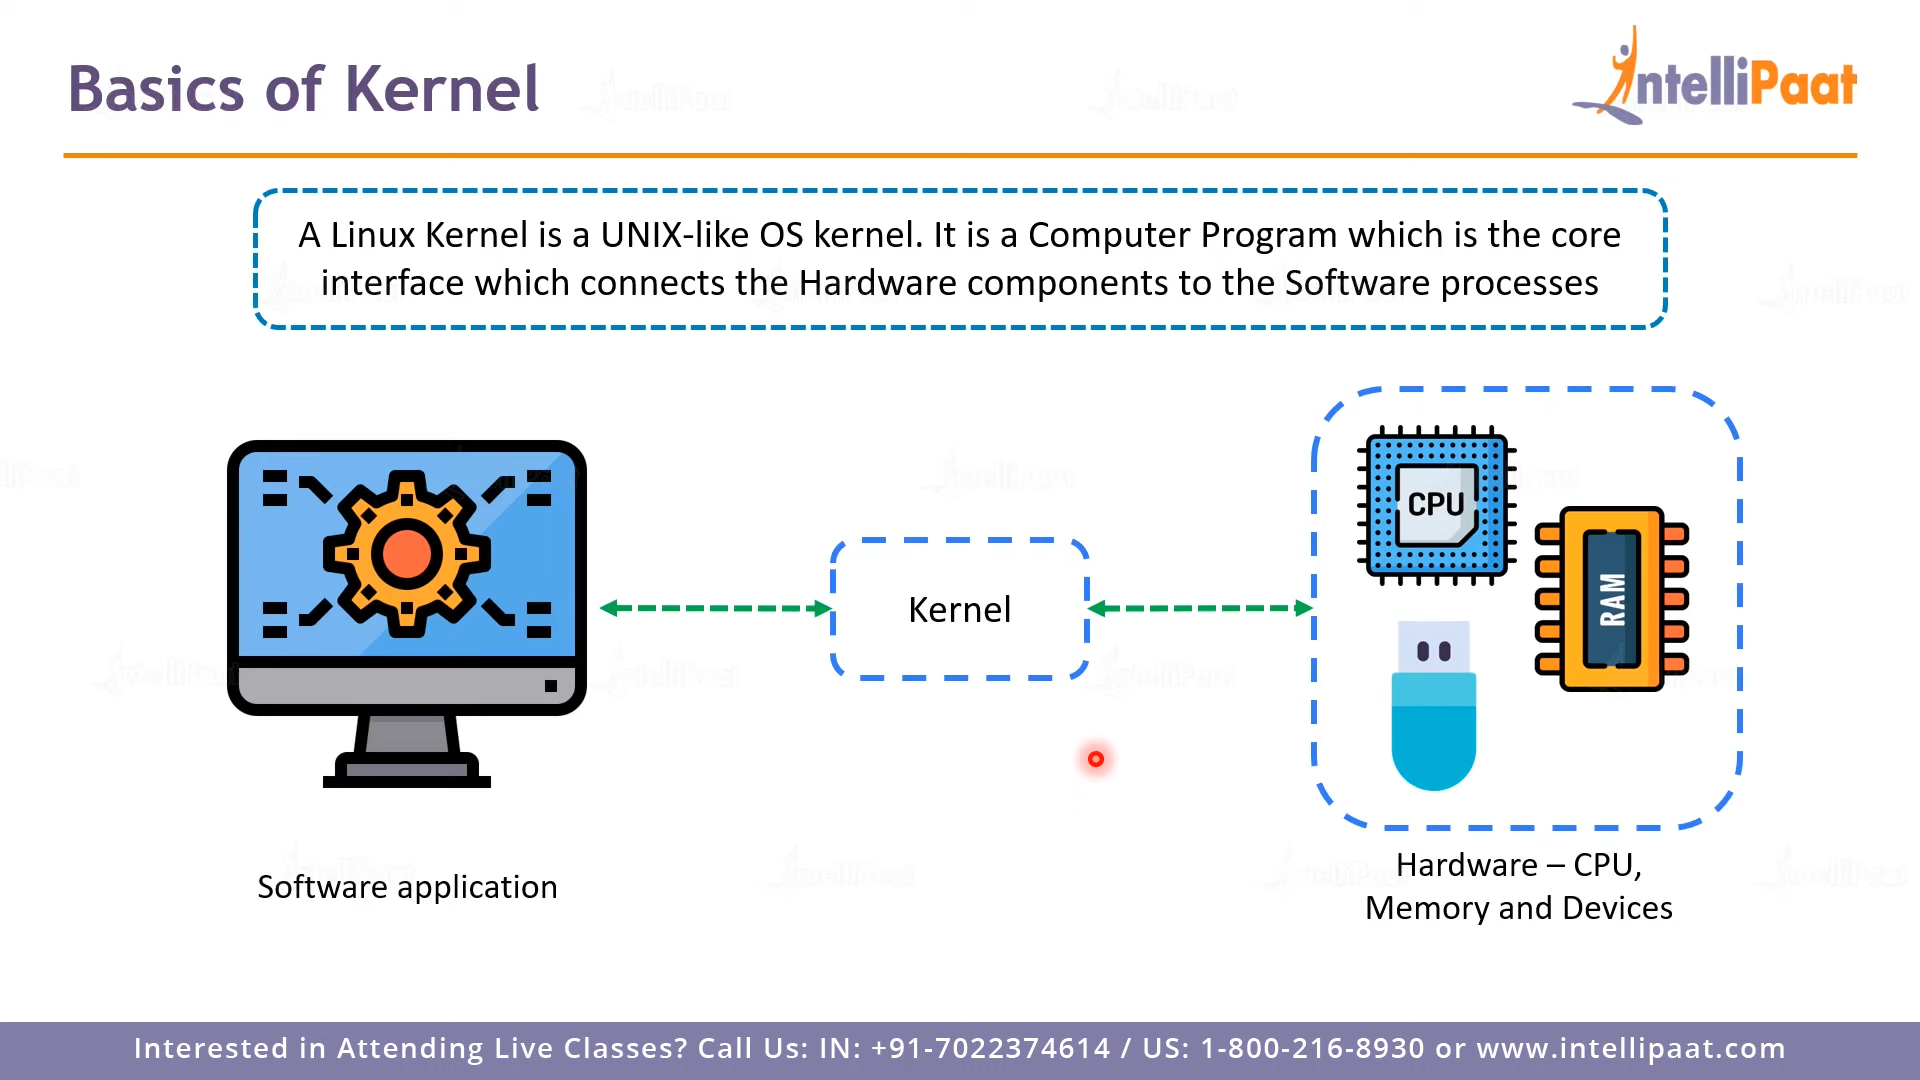 Basics of Kernel
IntelliPaat
A Linux Kernel is a UNIX-like OS kernel. It is a Computer Program which is the core
interface which connects the Hardware components to the Software processes
CPU
RAM
Kernel
Software application
Hardware – CPU,
Memory and Devices
Interested in Attending Live Classes? Call Us: IN: +91-7022374614 / US: 1-800-216-8930 or www.intellipaat.com